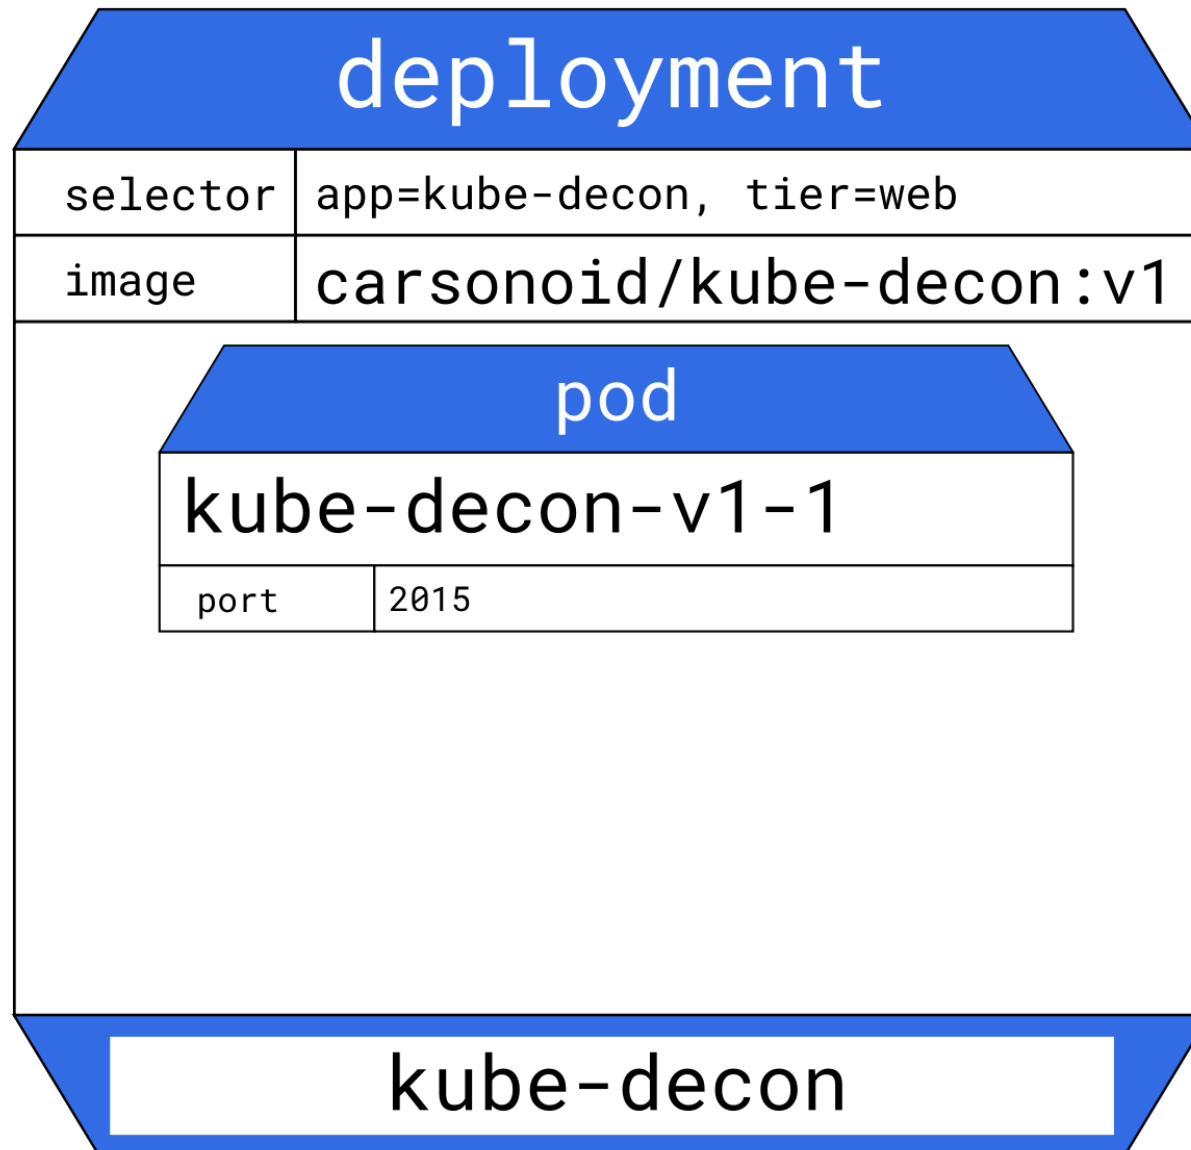 deployment
selector app=kube-decon, tier=web
image carsonoid/kube-decon:v1
pod
kube-decon-v1-1
port 2015
kube-decon